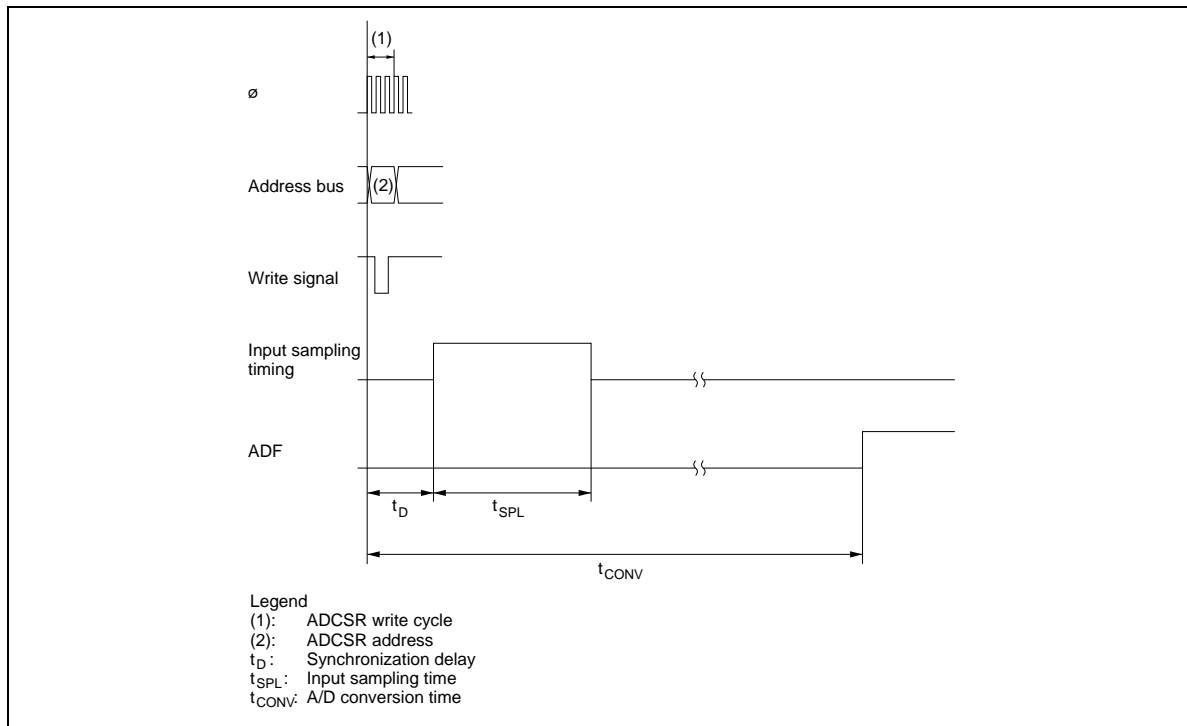 (1)
ø
Address bus
(2)
Write signal
Input sampling
timing
ADF
tD
tSPL
tCONV
Legend
(1): ADCSR write cycle
(2): ADCSR address
tD: Synchronization delay
tSPL: Input sampling time
tCONV: A/D conversion time